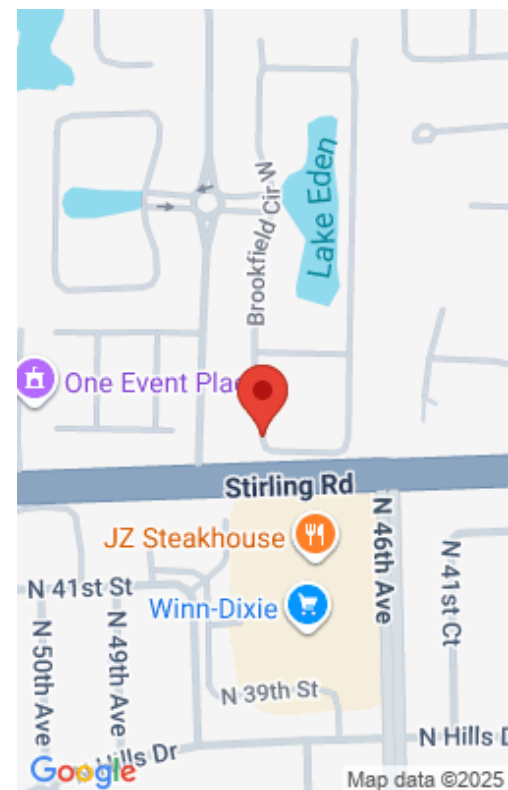 Brookfield Cir W
Lake Eden
One Event Pla
Stirling Rd
JZ Steakhouse
N 46th Ave
N 41st St
N 41st Ct
Winn-Dixie
N 50th Ave
N 49th Ave
N 39th St
Hills Dr
N Hills D
Google
Map data ©2025